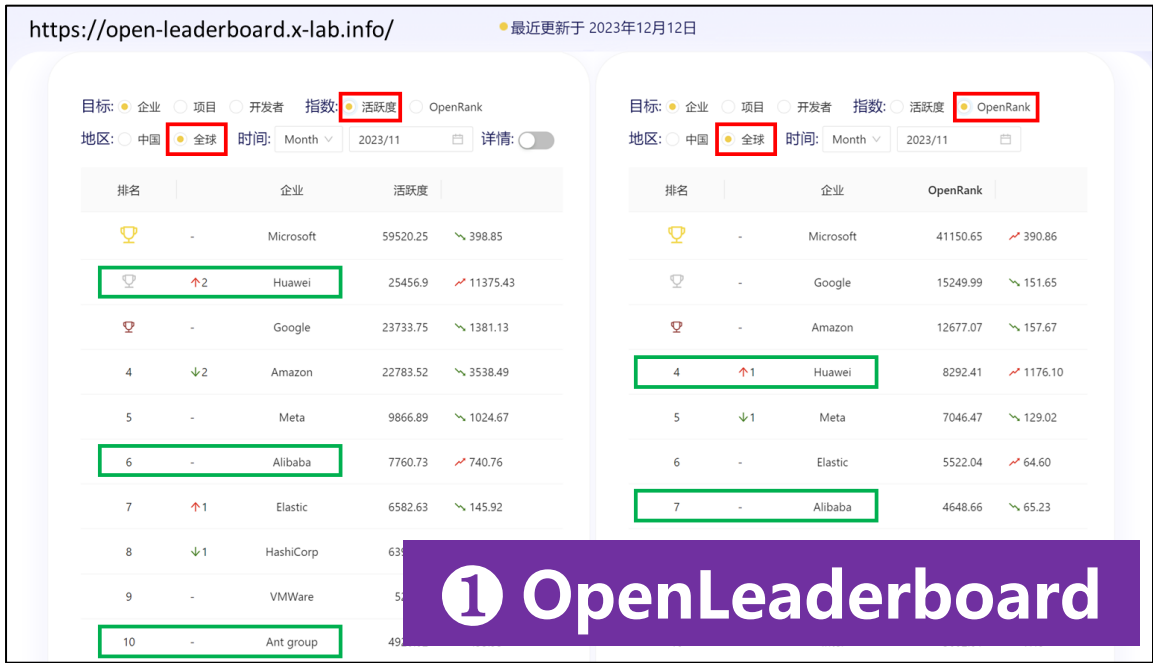 https://open-leaderboard.x-lab.info/
最近更新于 2023年12月12日
目标: 企业 项目 开发者 指数: 活跃度 OpenRank
地区: 中国 全球 时间: Month 2023/11 详情:
排名 企业 活跃度
- Microsoft 59520.25 398.85
2 Huawei 25456.9 11375.43
- Google 23733.75 1381.13
4 2 Amazon 22783.52 3538.49
5 - Meta 9866.89 1024.67
6 - Alibaba 7760.73 740.76
7 1 Elastic 6582.63 145.92
8 1 HashiCorp
9 - VMWare
10 - Ant group
目标: 企业 项目 开发者 指数: 活跃度 OpenRank
地区: 中国 全球 时间: Month 2023/11
排名 企业 OpenRank
- Microsoft 41150.65 390.86
- Google 15249.99 151.65
- Amazon 12677.07 157.67
4 1 Huawei 8292.41 1176.10
5 1 Meta 7046.47 129.02
6 - Elastic 5522.04 64.60
7 - Alibaba 4648.66 65.23
❶ OpenLeaderboard